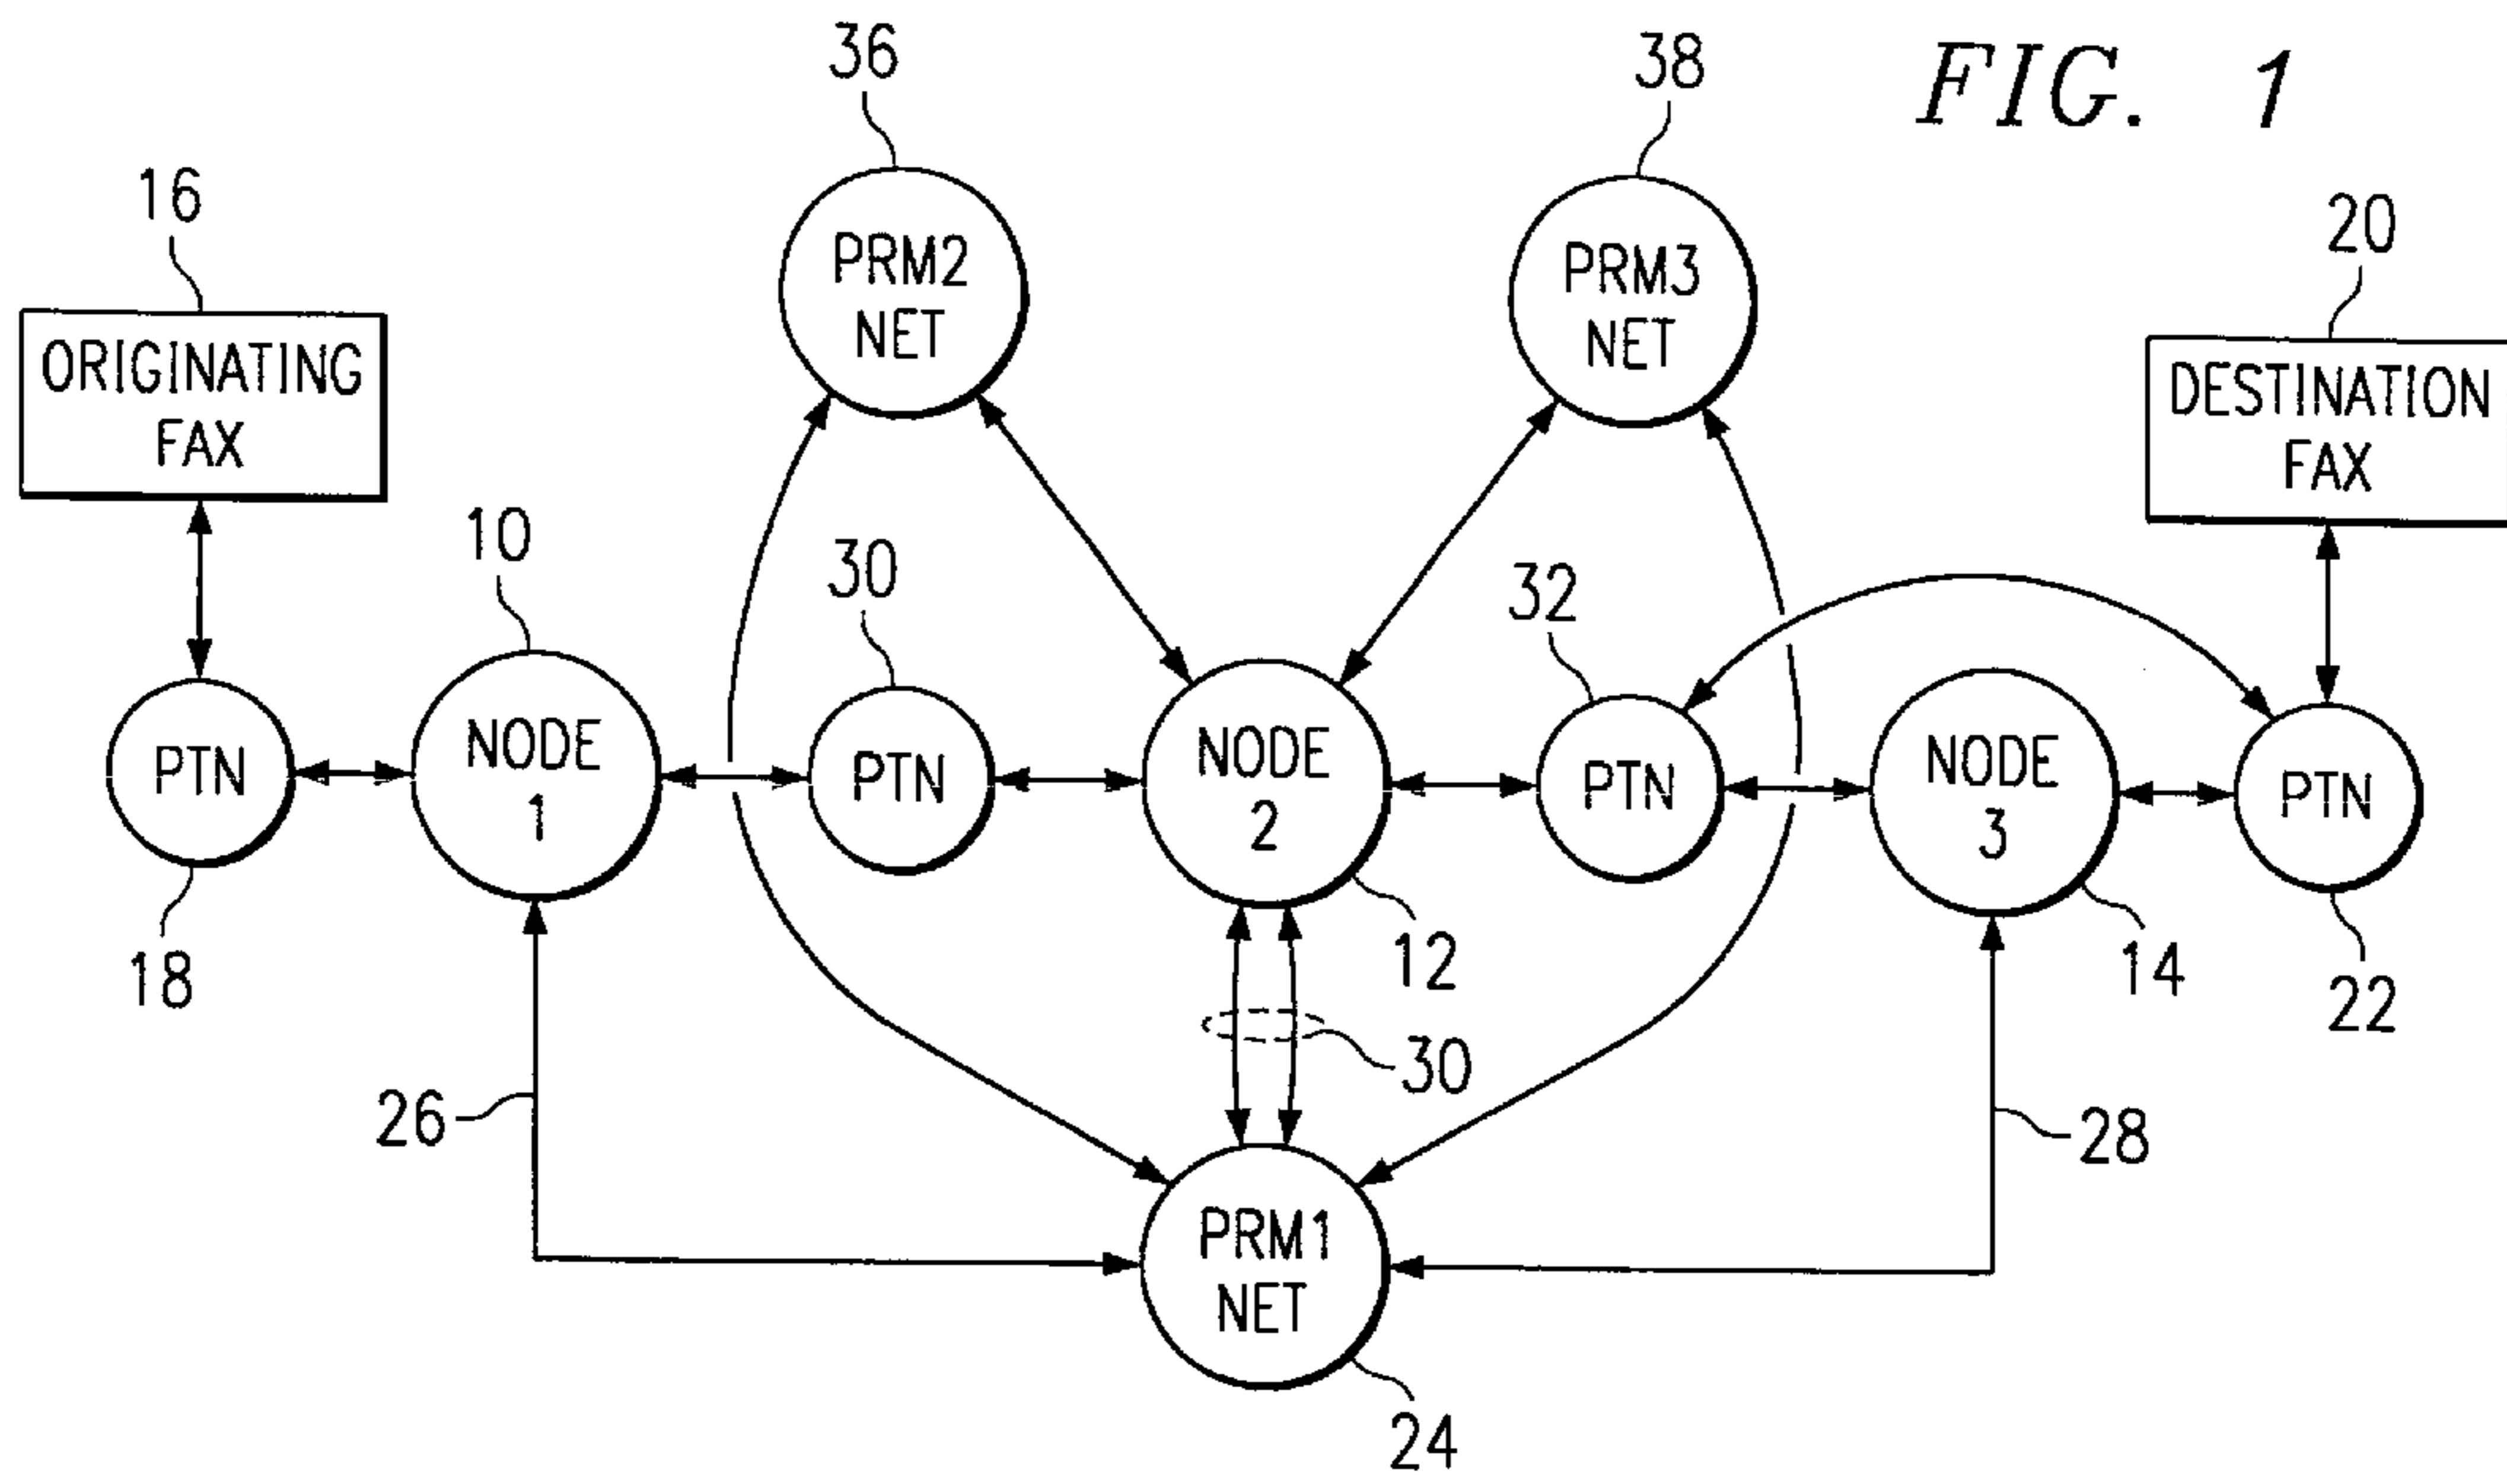 FIG. 1
36
38
16
20
PRM2
NET
PRM3
NET
ORIGINATING
FAX
DESTINATION
FAX
10
30
32
PTN
NODE
1
PTN
NODE
2
PTN
NODE
3
PTN
18
12
14
22
30
26
28
PRM1
NET
24